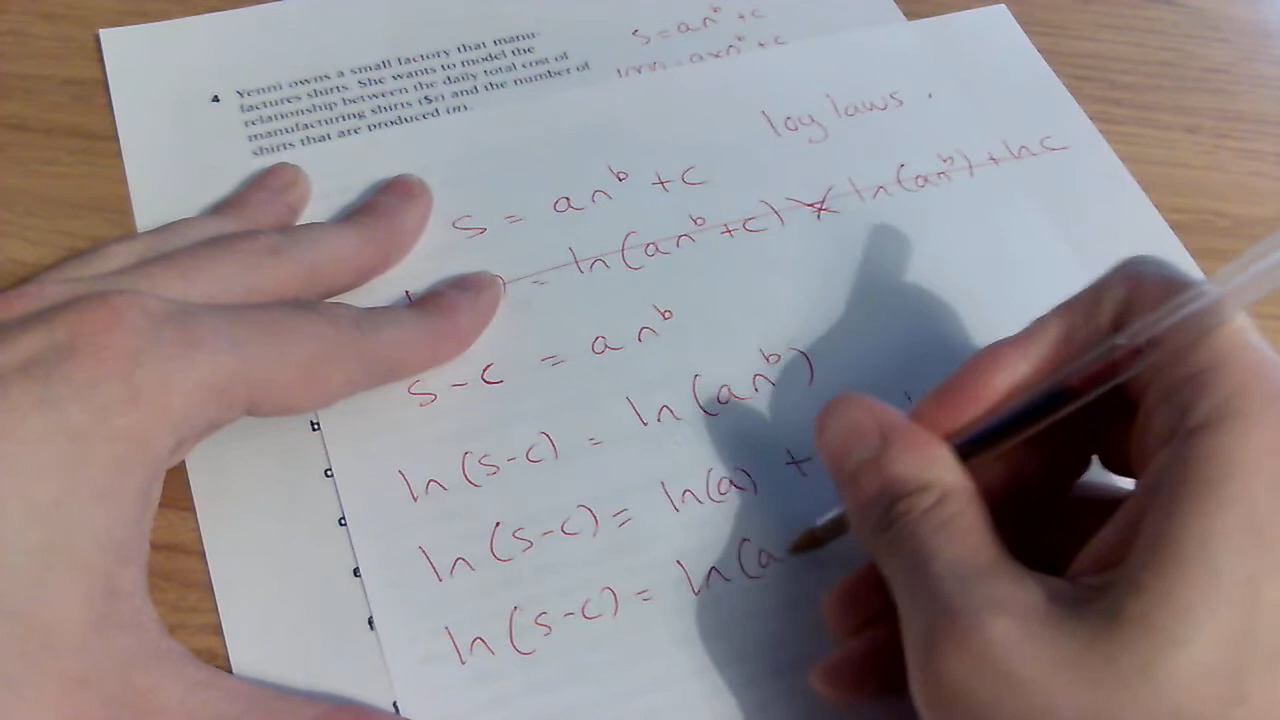 4 Yenni owns a small factory that manu-
factures shirts. She wants to model the
relationship between the daily total cost of
manufacturing shirts ($s) and the number of
shirts that are produced (n).
s = an^b + c
log laws.
s = an^b + c
= ln(an^b + c) ln(an^b) + ln c
s - c = an^b
b
ln(s-c) = ln(an^b)
c
ln(s-c) = ln(a) +
d
e
ln(s-c) = ln(a
f